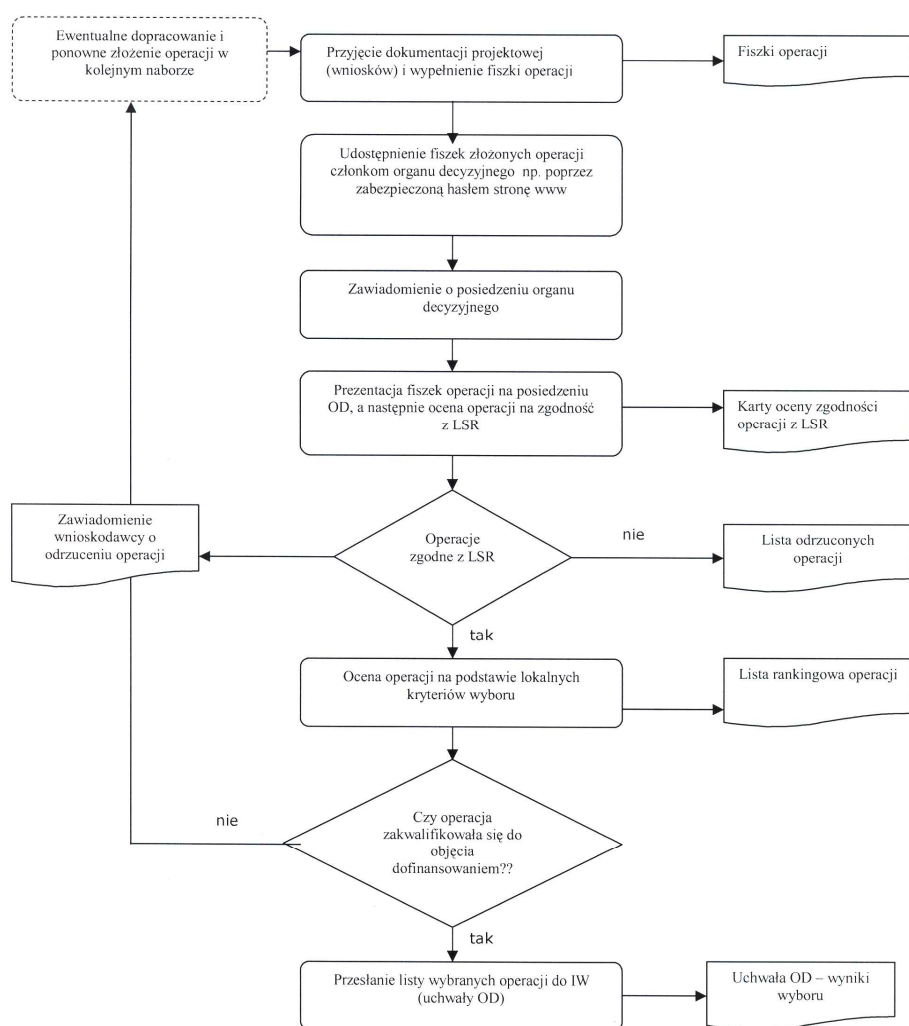 Ewentualne dopracowanie i
ponowne złożenie operacji w
kolejnym naborze
Przyjęcie dokumentacji projektowej
(wniosków) i wypełnienie fiszki operacji
Fiszki operacji
Udostępnienie fiszek złożonych operacji
członkom organu decyzyjnego np. poprzez
zabezpieczoną hasłem stronę www
Zawiadomienie o posiedzeniu organu
decyzyjnego
Prezentacja fiszek operacji na posiedzeniu
OD, a następnie ocena operacji na zgodność
z LSR
Karty oceny zgodności
operacji z LSR
Zawiadomienie
wnioskodawcy o
odrzuceniu operacji
Operacje
zgodne z LSR
nie
Lista odrzuconych
operacji
tak
Ocena operacji na podstawie lokalnych
kryteriów wyboru
Lista rankingowa operacji
nie
Czy operacja
zakwalifikowała się do
objęcia
dofinansowaniem??
tak
Przesłanie listy wybranych operacji do IW
(uchwały OD)
Uchwała OD – wyniki
wyboru